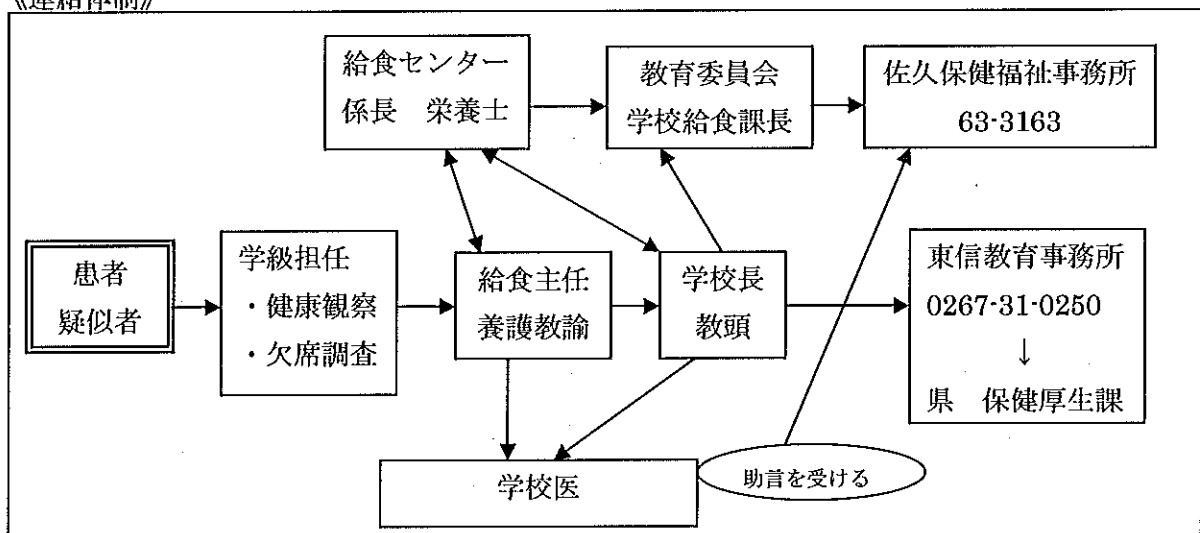 《連絡体制》
給食センター
係長　栄養士
教育委員会
学校給食課長
佐久保健福祉事務所
63-3163
患者
疑似者
学級担任
・健康観察
・欠席調査
給食主任
養護教諭
学校長
教頭
東信教育事務所
0267-31-0250
↓
県　保健厚生課
学校医
助言を受ける